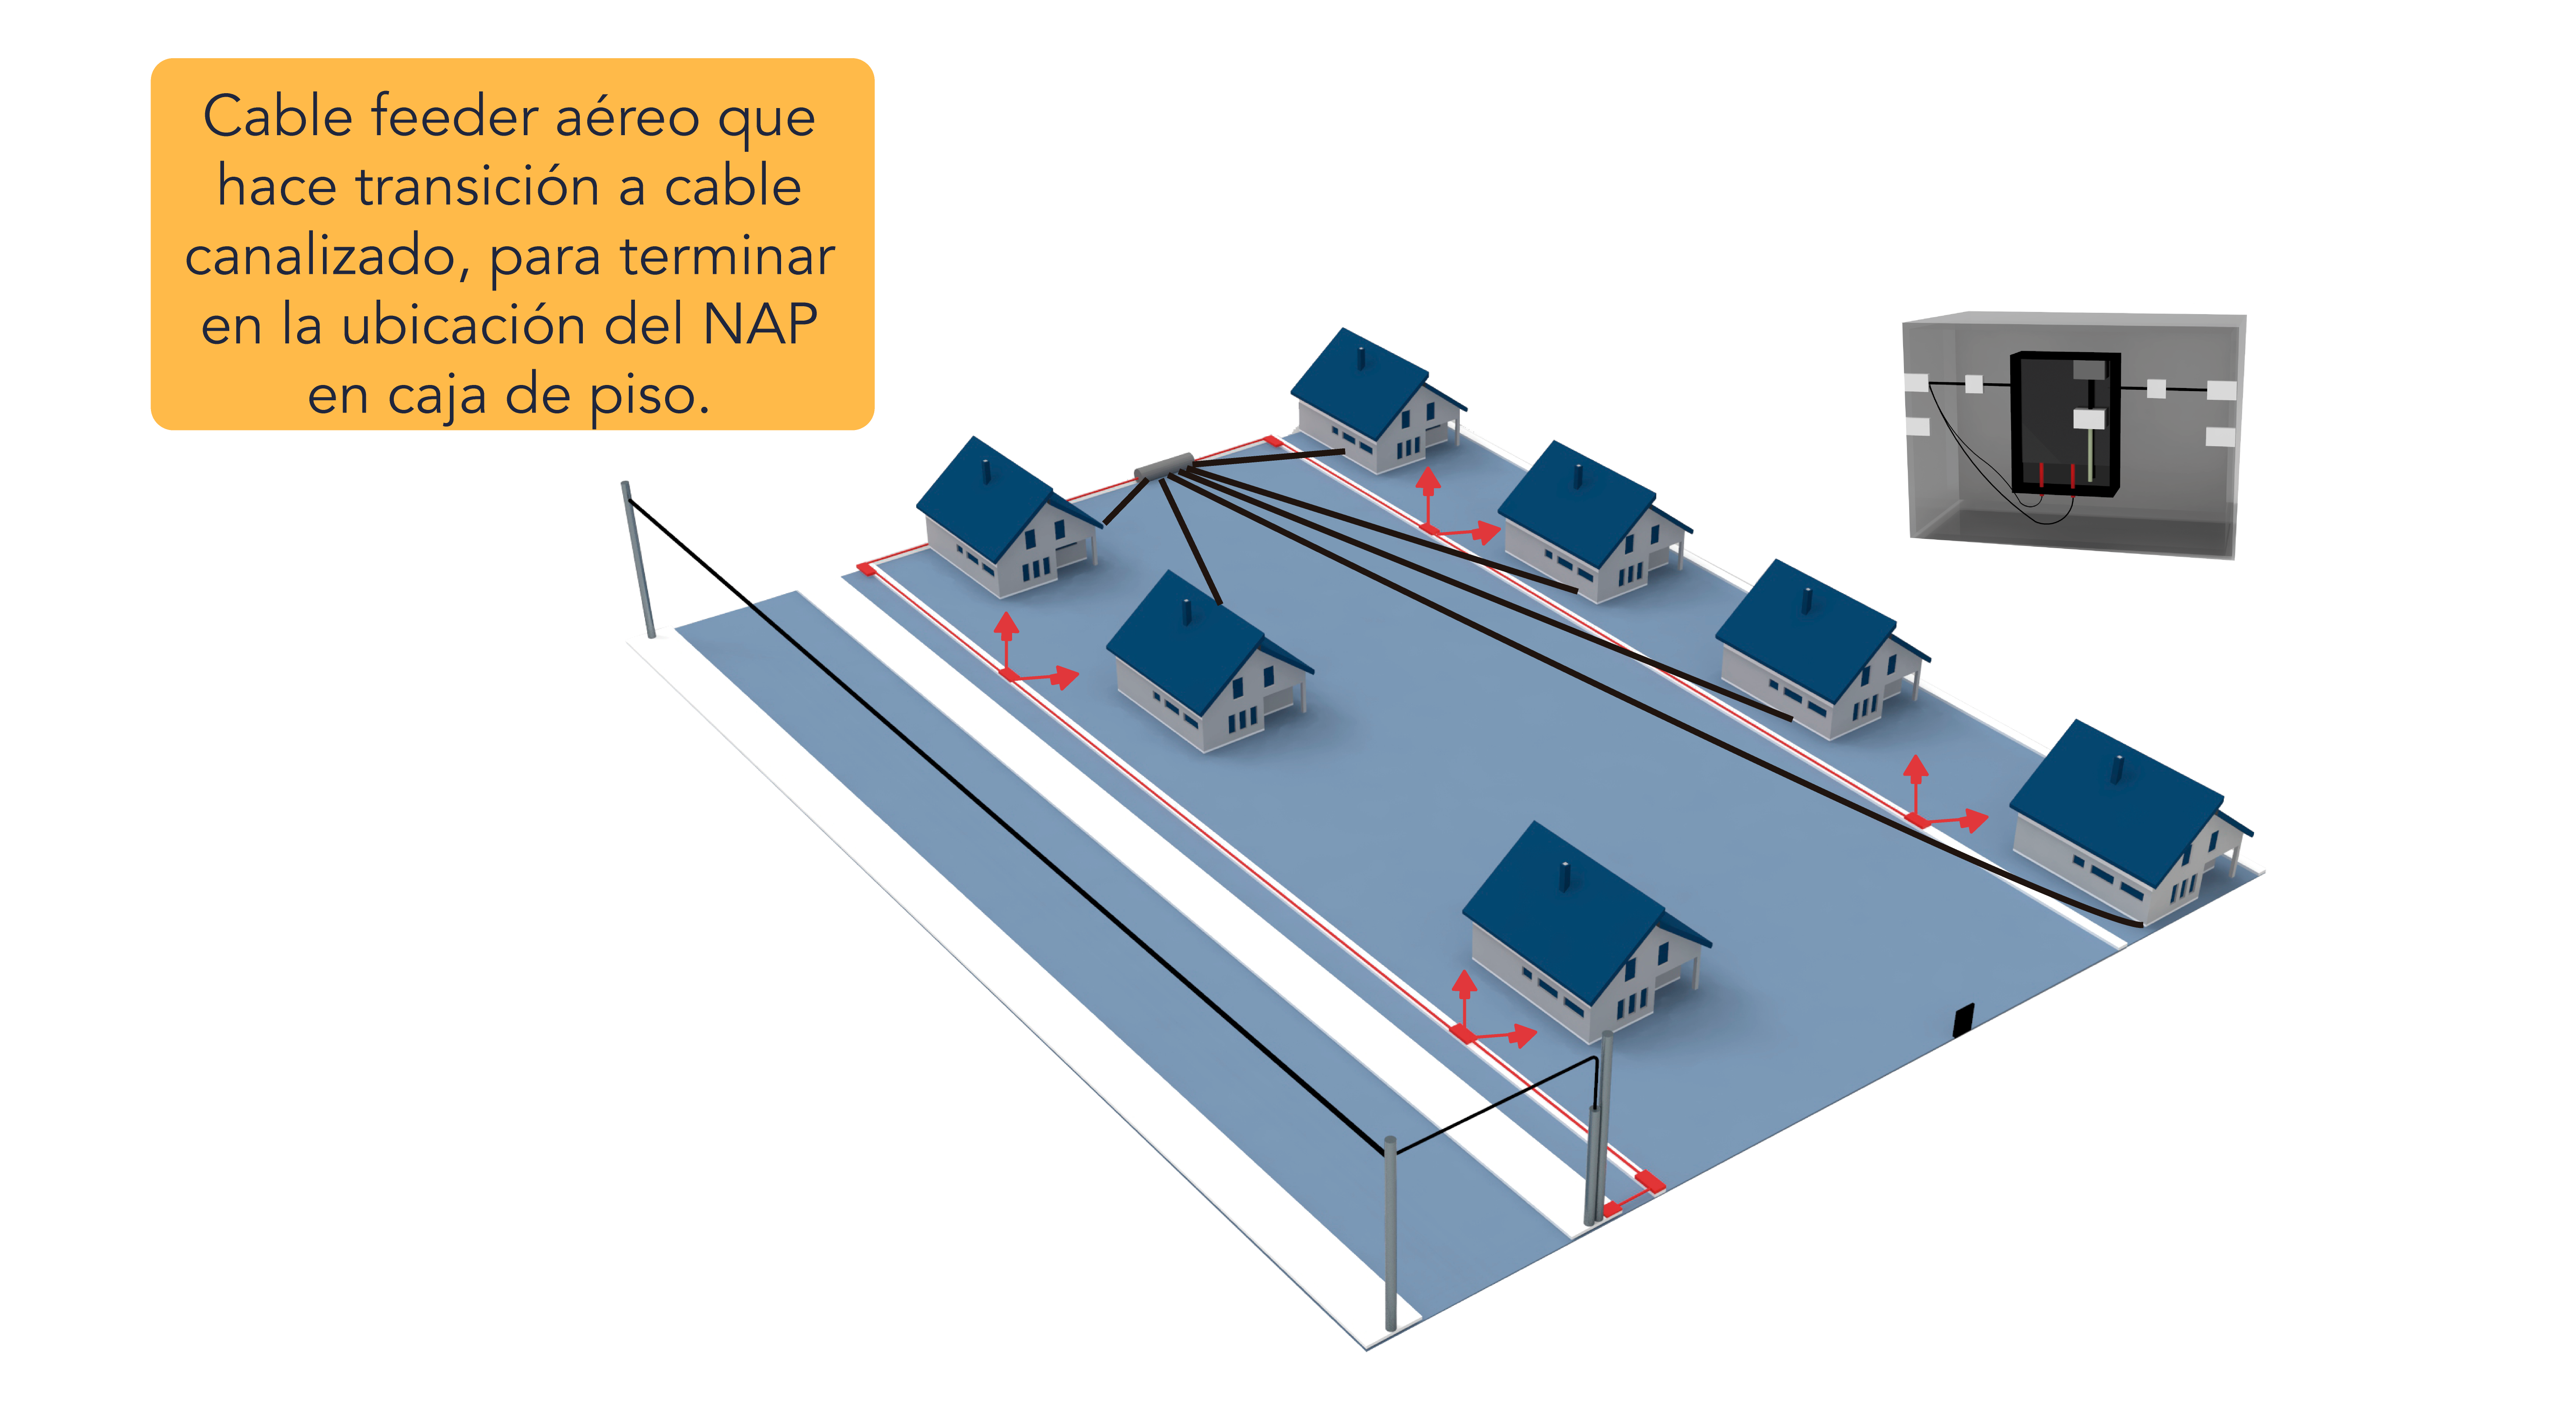 Cable feeder aéreo que
hace transición a cable
canalizado, para terminar
en la ubicación del NAP
en caja de piso.